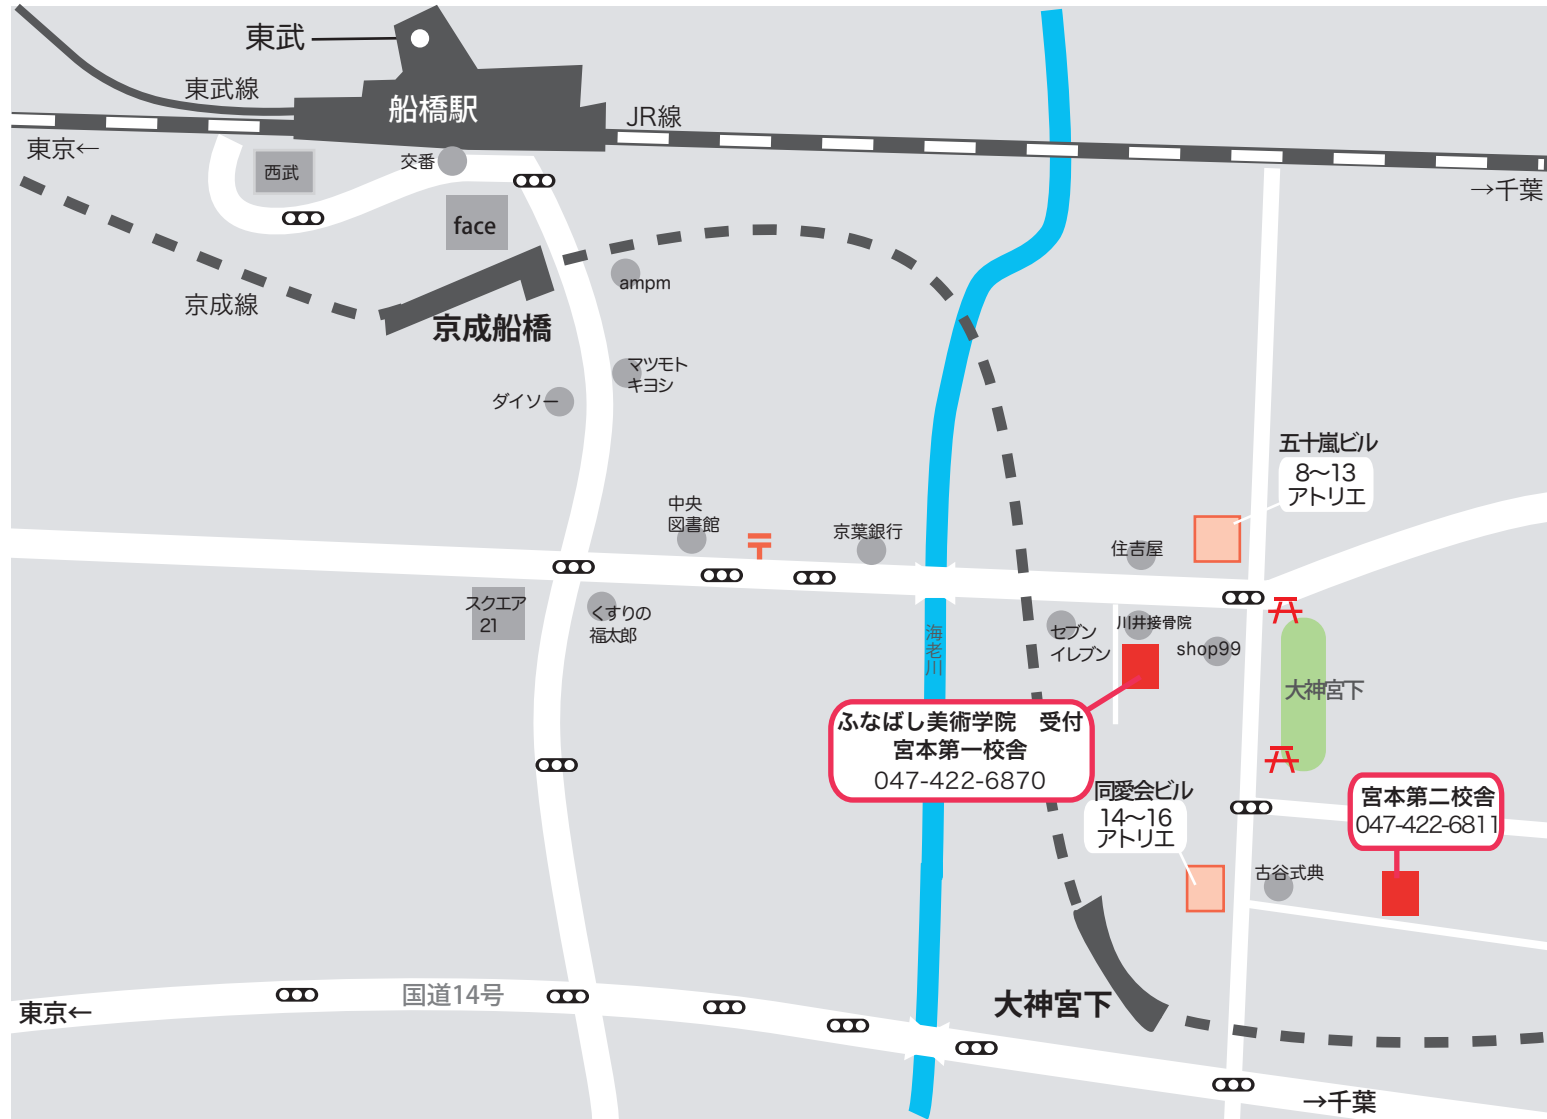 東武
東武線
船橋駅
JR線
東京←
西武
交番
→千葉
face
ampm
京成線
京成船橋
マツモト
キヨシ
ダイソー
五十嵐ビル
8〜13
アトリエ
中央
図書館
京葉銀行
住吉屋
スクエア
21
くすりの
福太郎
海老川
セブン
イレブン
川井接骨院
shop99
大神宮下
ふなばし美術学院　受付
宮本第一校舎
047-422-6870
同愛会ビル
14〜16
アトリエ
宮本第二校舎
047-422-6811
古谷式典
国道14号
東京←
大神宮下
→千葉